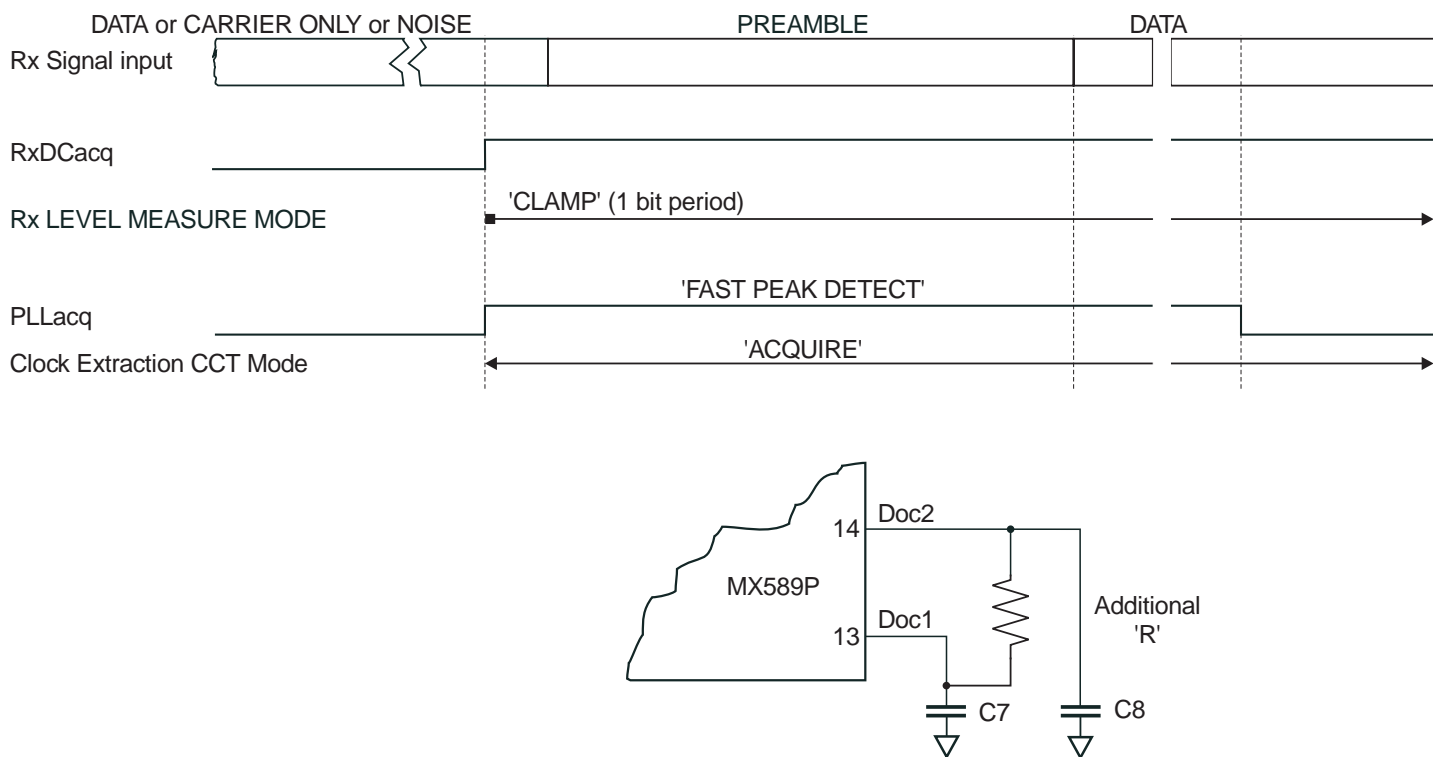 DATA or CARRIER ONLY or NOISE PREAMBLE DATA
Rx Signal input
RxDCacq
'CLAMP' (1 bit period)
Rx LEVEL MEASURE MODE
'FAST PEAK DETECT'
PLLacq
'ACQUIRE'
Clock Extraction CCT Mode
14 Doc2
MX589P
Additional
'R'
13 Doc1
C7 C8